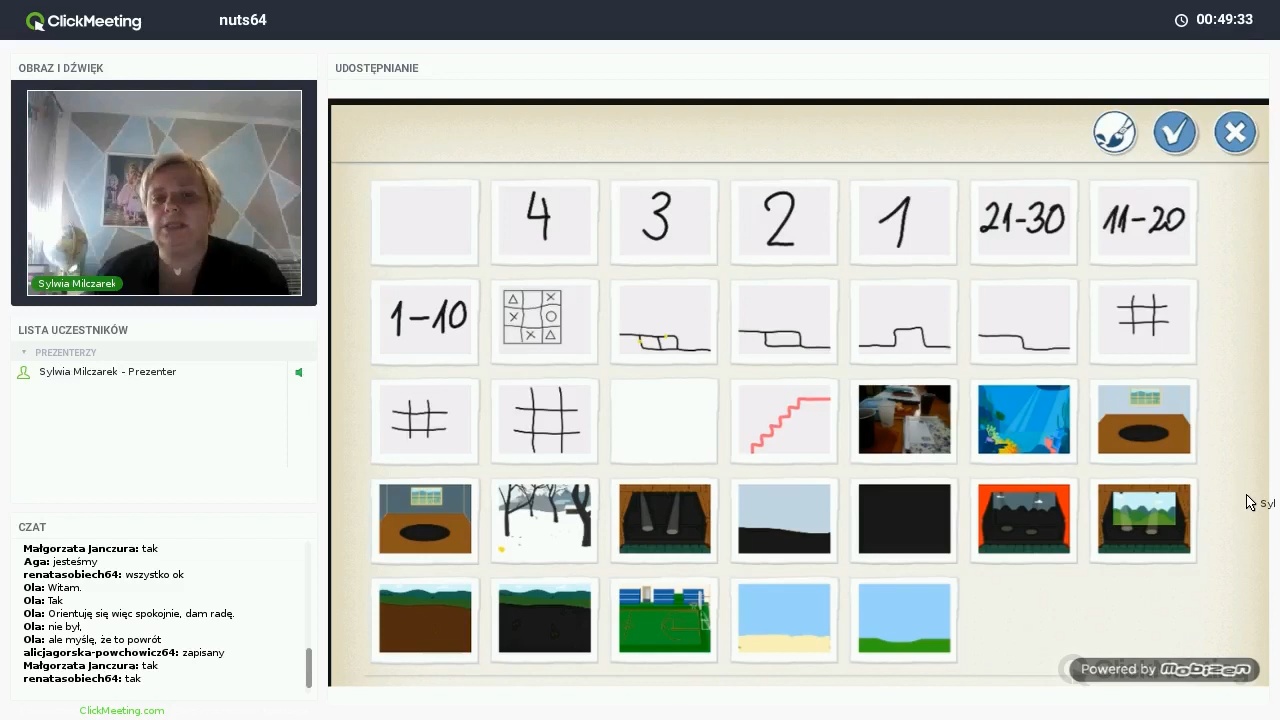 ClickMeeting
nuts64
00:49:33
OBRAZ I DŹWIĘK
UDOSTĘPNIANIE
Sylwia Milczarek
LISTA UCZESTNIKÓW
PREZENTERZY
Sylwia Milczarek - Prezenter
CZAT
Małgorzata Janczura: tak
Aga: jesteśmy
renatasobiech64: wszystko ok
Ola: Witam.
Ola: Tak
Ola: Orientuję się więc spokojnie, dam radę.
Ola: nie był,
Ola: ale myślę, że to powrót
alicjagorska-powchowicz64: zapisany
Małgorzata Janczura: tak
renatasobiech64: tak
ClickMeeting.com
4 3 2 1 21-30 11-20
1-10
Syl
Powered by Mobizen